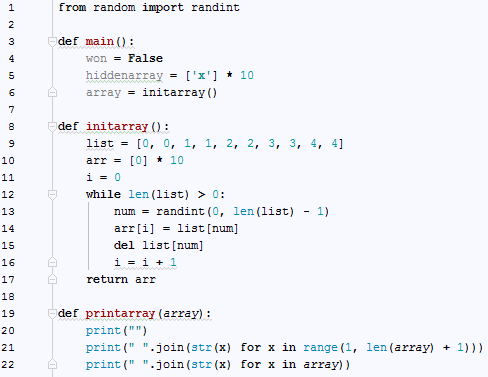 1 from random import randint
2
3 def main():
4     won = False
5     hiddenarray = ['x'] * 10
6     array = initarray()
7
8 def initarray():
9     list = [0, 0, 1, 1, 2, 2, 3, 3, 4, 4]
10     arr = [0] * 10
11     i = 0
12     while len(list) > 0:
13         num = randint(0, len(list) - 1)
14         arr[i] = list[num]
15         del list[num]
16         i = i + 1
17     return arr
18
19 def printarray(array):
20     print("")
21     print(" ".join(str(x) for x in range(1, len(array) + 1)))
22     print(" ".join(str(x) for x in array))